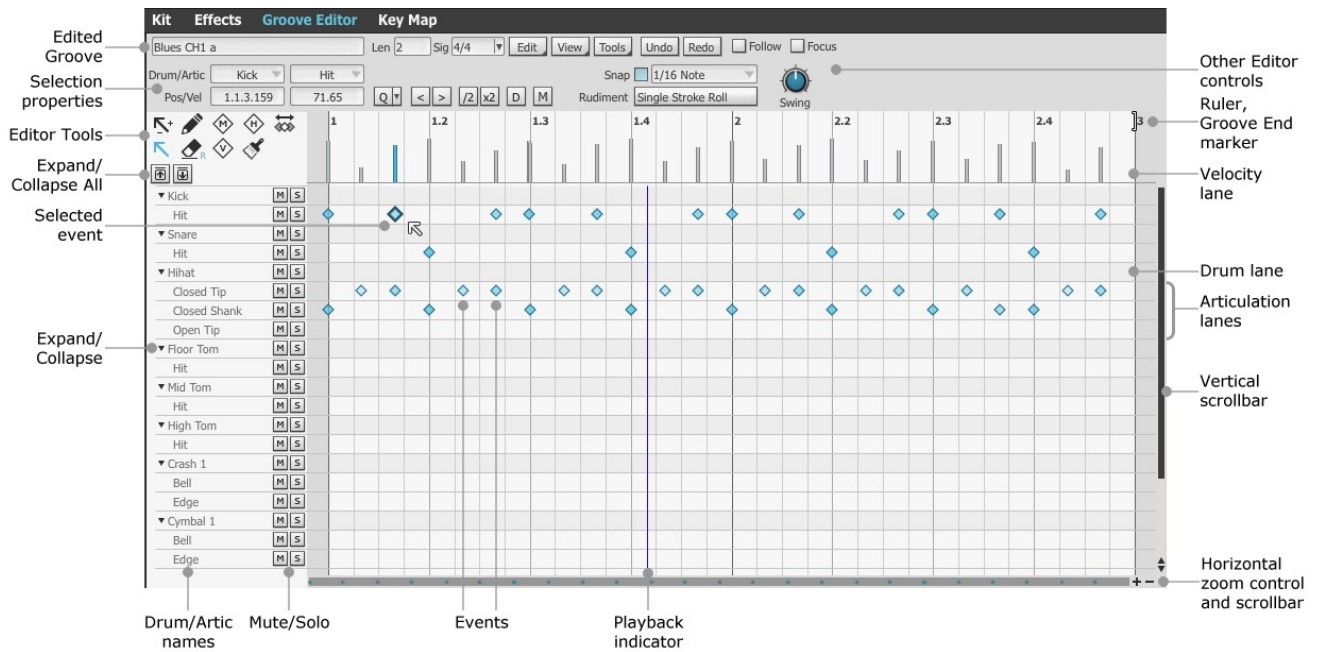 Kit Effects Groove Editor Key Map
Edited Groove
Blues CH1 a Len 2 Sig 4/4 Edit View Tools Undo Redo Follow Focus
Other Editor controls
Selection properties
Drum/Artic Kick Hit Snap 1/16 Note
Pos/Vel 1.1.3.159 71.65 Q < > /2 x2 D M Rudiment Single Stroke Roll Swing
Editor Tools
M H R V
1 1.2 1.3 1.4 2 2.2 2.3 2.4 3
Ruler, Groove End marker
Expand/ Collapse All
Velocity lane
Kick M S
Selected event
Hit M S
Snare M S
Hit M S
Hihat M S
Drum lane
Closed Tip M S
Closed Shank M S
Articulation lanes
Open Tip M S
Expand/ Collapse
Floor Tom M S
Hit M S
Mid Tom M S
Vertical scrollbar
Hit M S
High Tom M S
Hit M S
Crash 1 M S
Bell M S
Edge M S
Cymbal 1 M S
Bell M S
Edge M S
+ −
Horizontal zoom control and scrollbar
Drum/Artic names
Mute/Solo
Events
Playback indicator